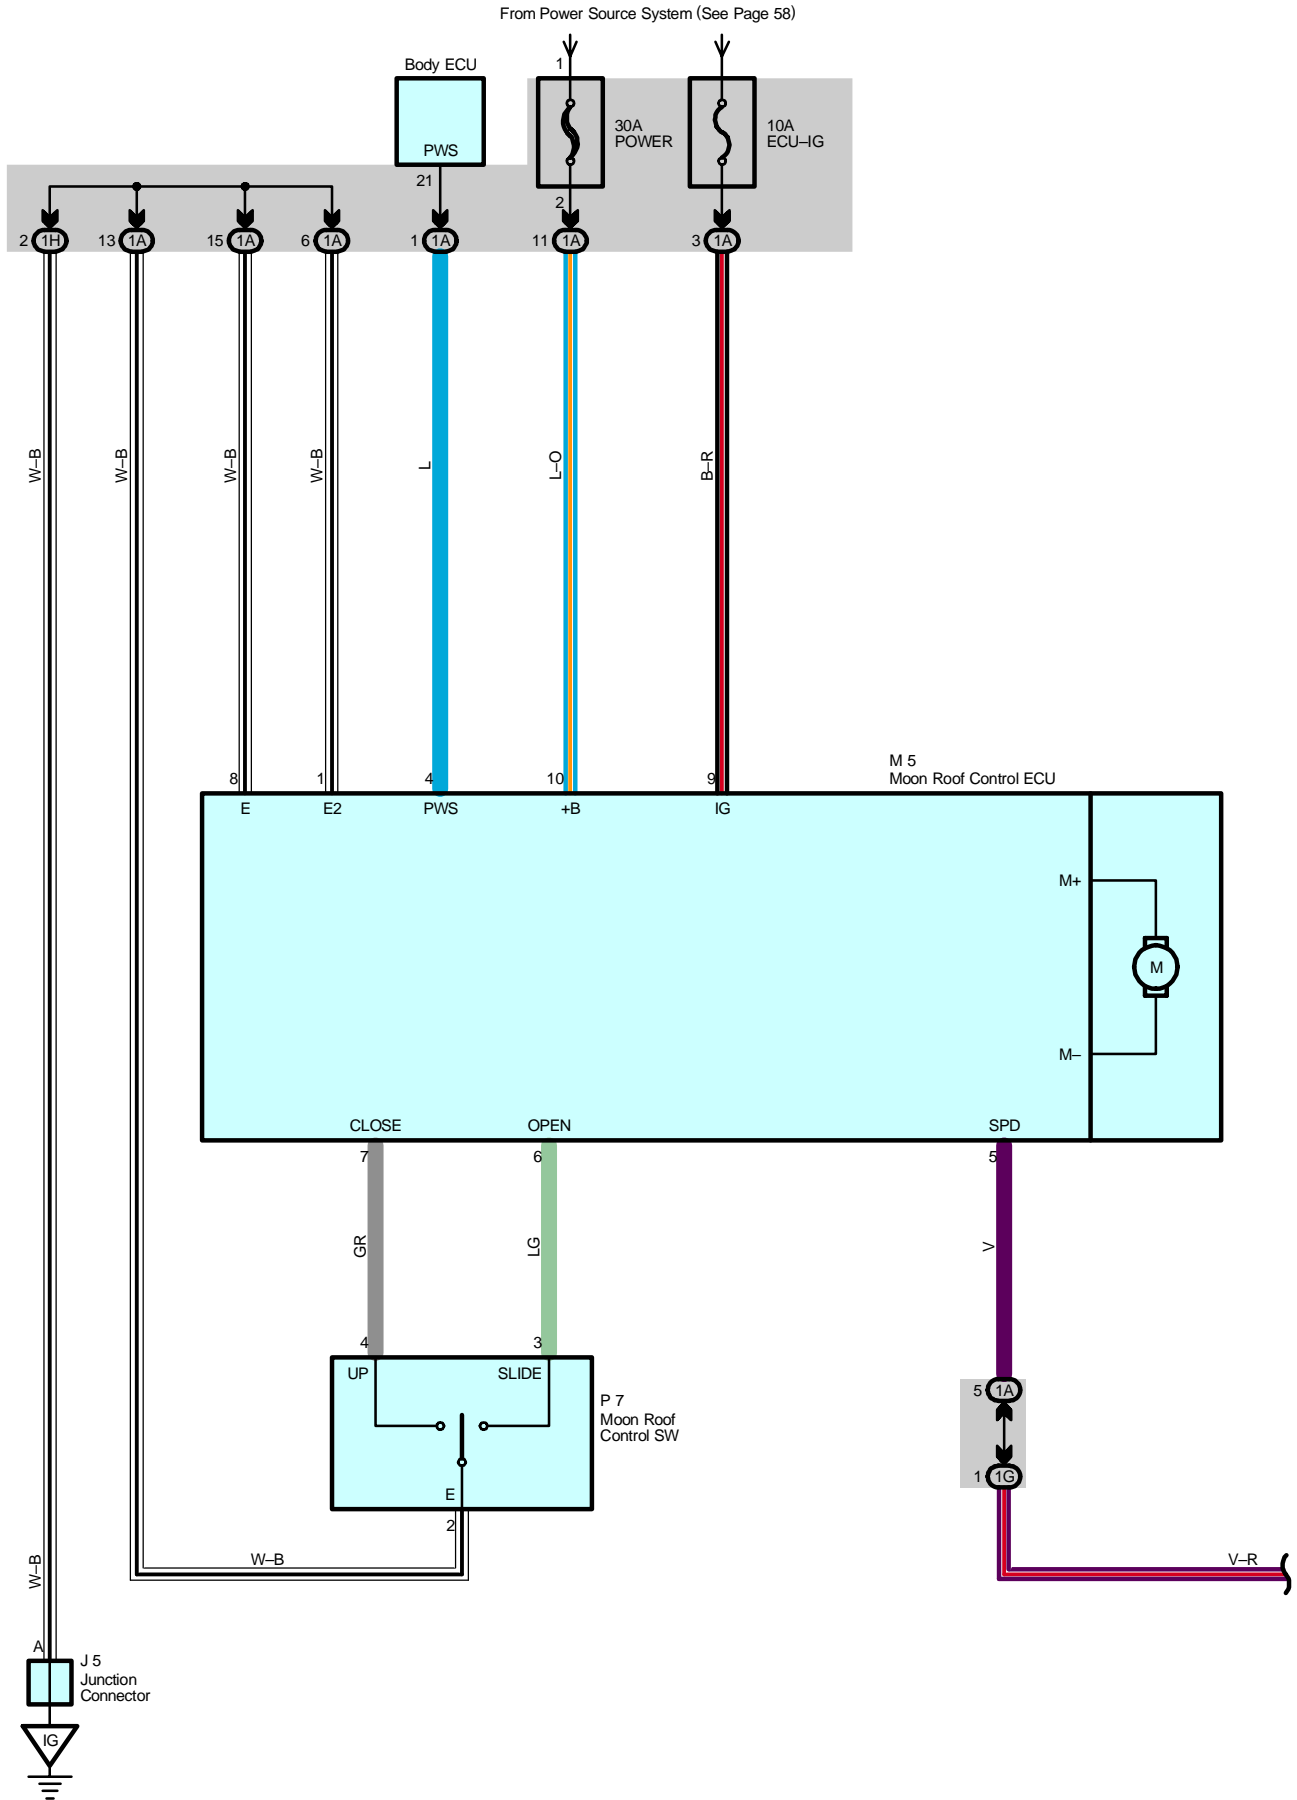 From Power Source System (See Page 58)
Body ECU
1
30A
POWER
10A
ECU–IG
PWS
21
2
2 1H
13 1A
15 1A
6 1A
1 1A
11 1A
3 1A
W–B
W–B
W–B
W–B
L
L–O
B–R
M 5
Moon Roof Control ECU
8
1
4
10
9
E
E2
PWS
+B
IG
M+
M
M–
CLOSE
OPEN
SPD
7
6
5
GR
LG
V
4
3
UP
SLIDE
P 7
Moon Roof
Control SW
5 1A
1 1G
E
2
W–B
W–B
V–R
A
J 5
Junction
Connector
IG